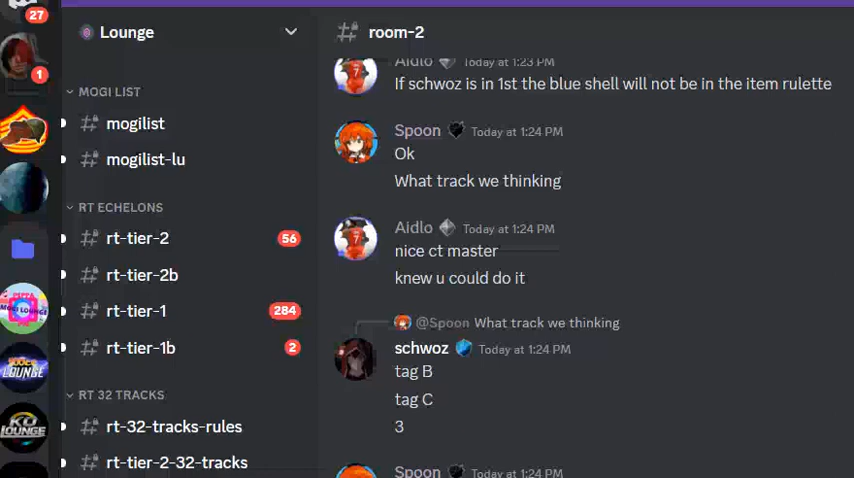 27
1
LOUNGE
KO
LOUNGE
Lounge
MOGI LIST
mogilist
mogilist-lu
RT ECHELONS
rt-tier-2
56
rt-tier-2b
rt-tier-1
284
rt-tier-1b
2
RT 32 TRACKS
rt-32-tracks-rules
rt-tier-2-32-tracks
room-2
Aidlo Today at 1:23 PM
If schwoz is in 1st the blue shell will not be in the item rulette
Spoon Today at 1:24 PM
Ok
What track we thinking
Aidlo Today at 1:24 PM
nice ct master
knew u could do it
@Spoon What track we thinking
schwoz Today at 1:24 PM
tag B
tag C
3
Spoon Today at 1:24 PM